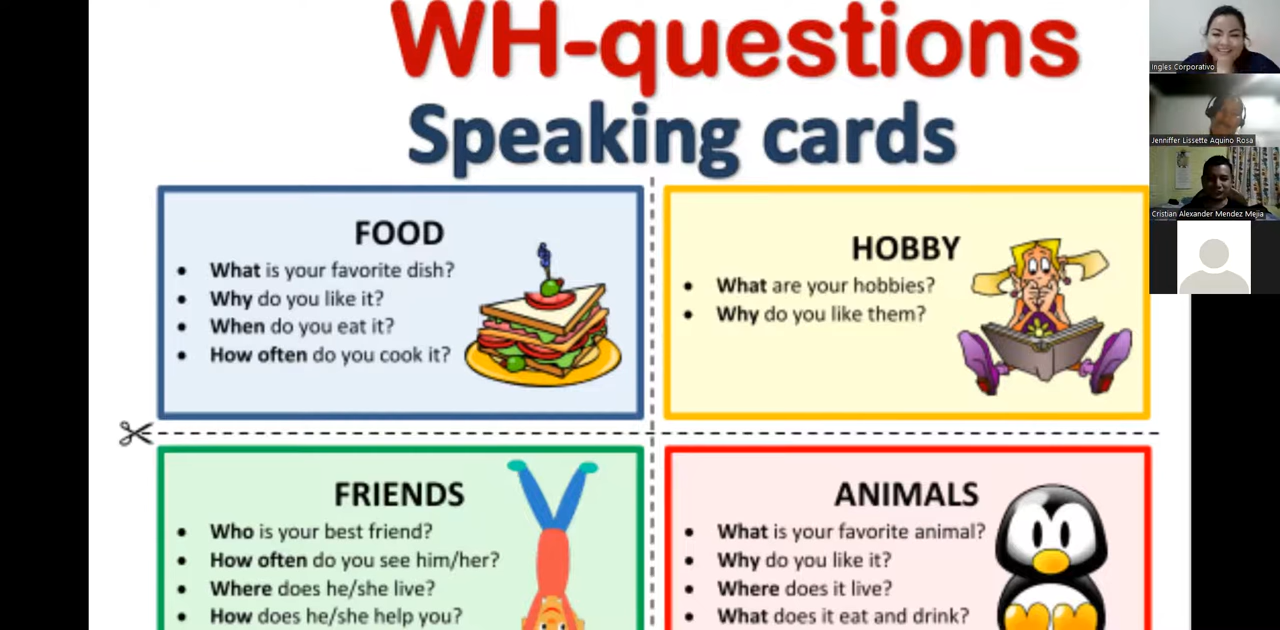 WH-questions
Speaking cards
FOOD
• What is your favorite dish?
• Why do you like it?
• When do you eat it?
• How often do you cook it?
HOBBY
• What are your hobbies?
• Why do you like them?
FRIENDS
• Who is your best friend?
• How often do you see him/her?
• Where does he/she live?
• How does he/she help you?
ANIMALS
• What is your favorite animal?
• Why do you like it?
• Where does it live?
• What does it eat and drink?
Ingles Corporativo
Jenniffer Lissette Aquino Rosa
Cristian Alexander Mendez Mejia